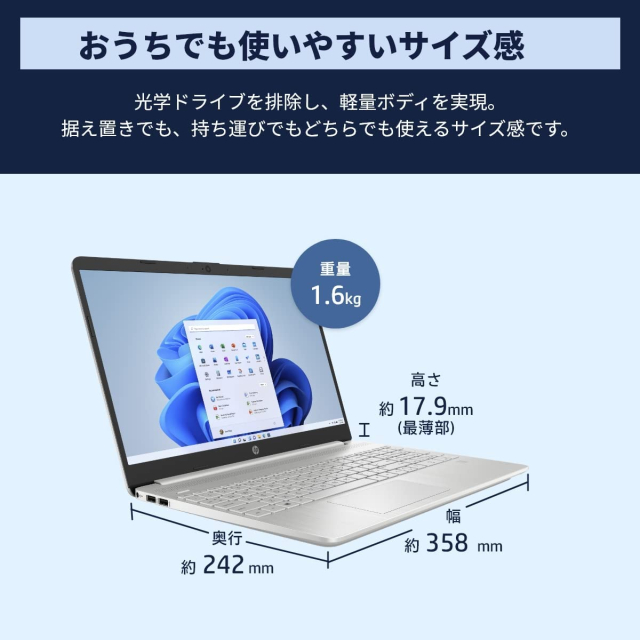 おうちでも使いやすいサイズ感
光学ドライブを排除し、軽量ボディを実現。
据え置きでも、持ち運びでもどちらでも使えるサイズ感です。
重量
1.6kg
高さ
約 17.9mm
(最薄部)
hp
幅
約 358 mm
奥行
約 242 mm